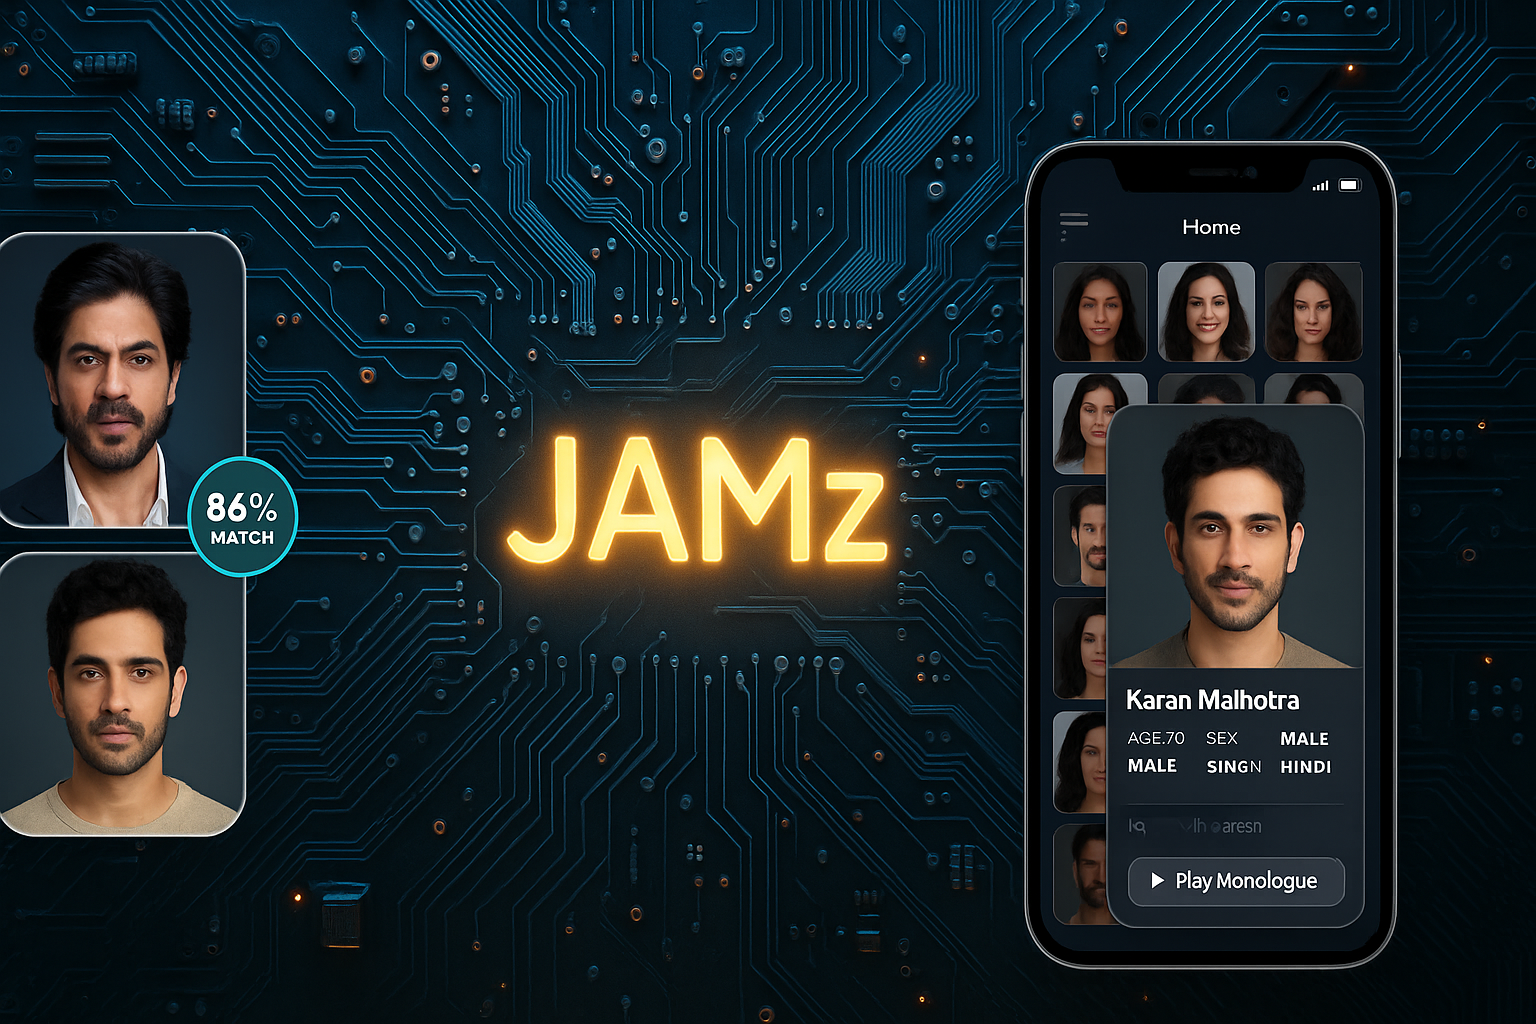 86%
MATCH
JAMz
Home
Karan Malhotra
AGE.70 SEX MALE
MALE SINGN HINDI
Play Monologue